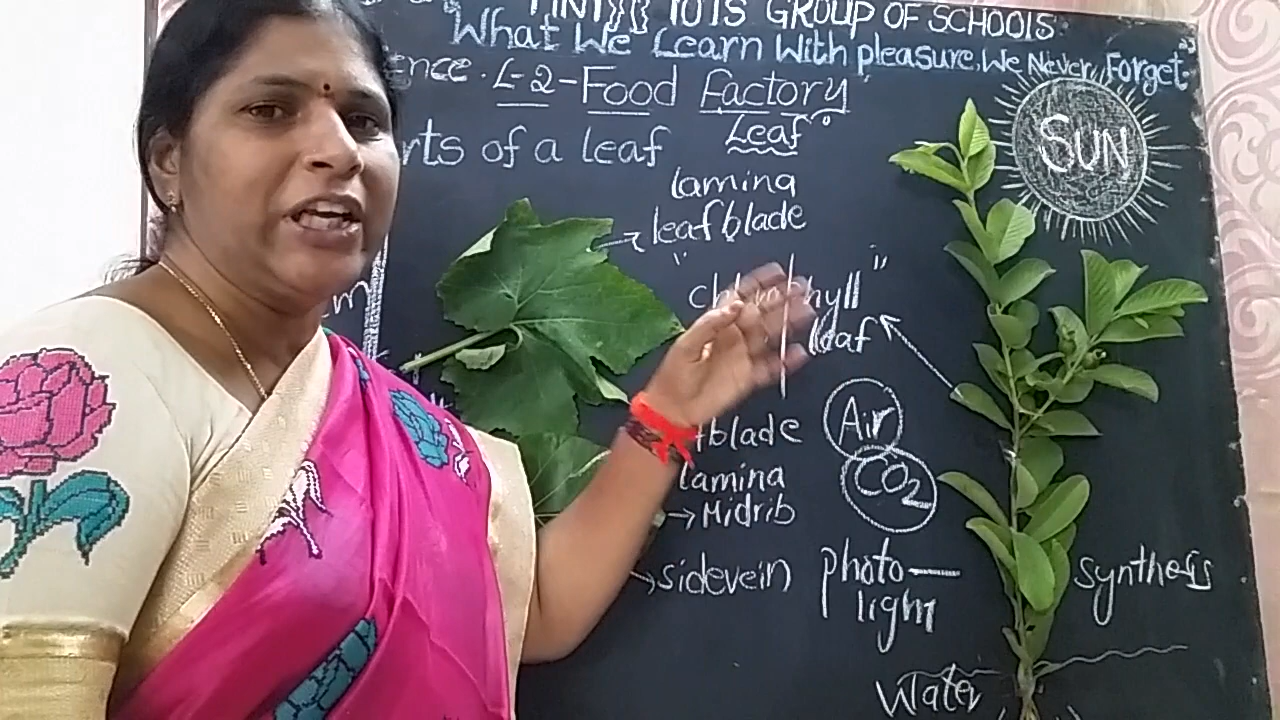 TOTS GROUP OF SCHOOLS
"What We Learn With pleasure, We Never Forget"
ence. L-2-Food Factory
Leaf
rts of a leaf
lamina
leafblade
SUN
leaf
blade
Air
lamina
CO2
Midrib
sidevein
photo
light
synthesis
Water